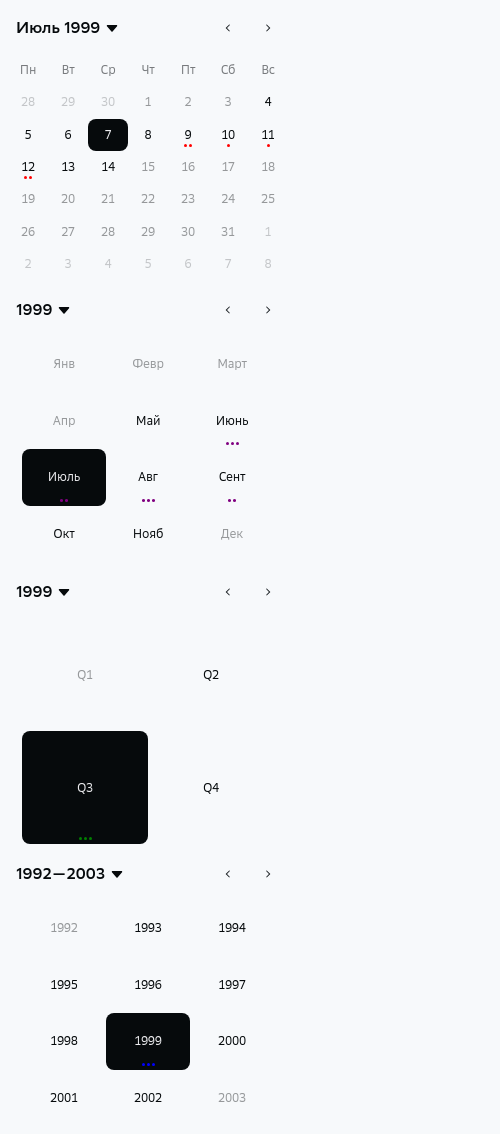 Июль 1999
Пн Вт Ср Чт Пт Сб Вс
28 29 30 1 2 3 4
5 6 7 8 9 10 11
12 13 14 15 16 17 18
19 20 21 22 23 24 25
26 27 28 29 30 31 1
2 3 4 5 6 7 8
1999
Янв Февр Март
Апр Май Июнь
Июль Авг Сент
Окт Нояб Дек
1999
Q1 Q2
Q3 Q4
1992—2003
1992 1993 1994
1995 1996 1997
1998 1999 2000
2001 2002 2003